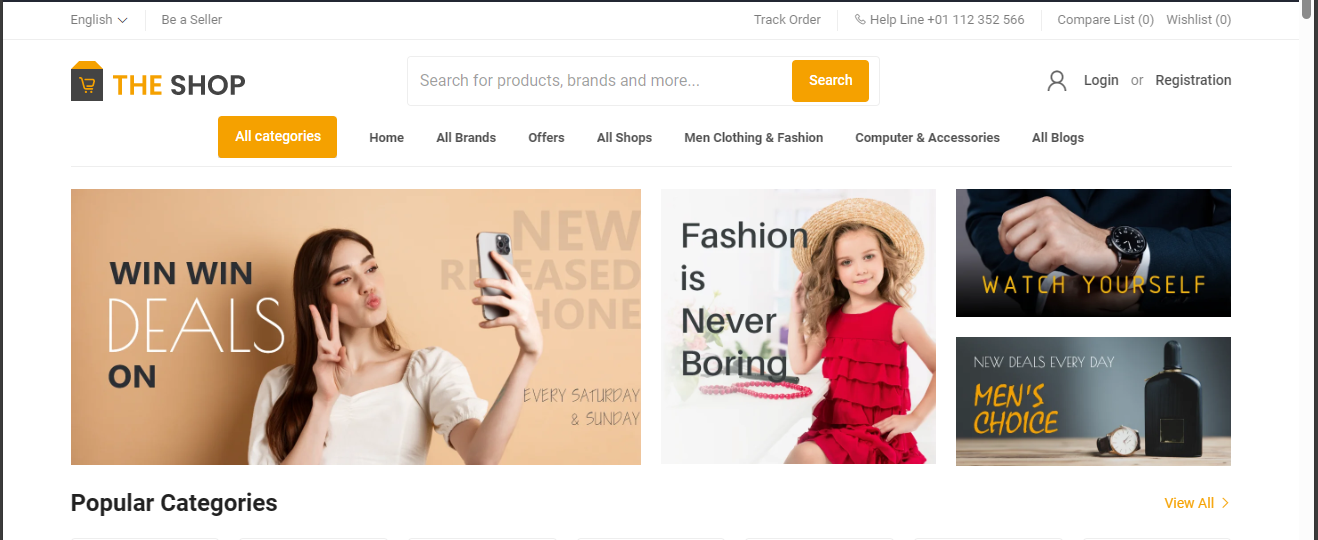 English
Be a Seller
Track Order
Help Line +01 112 352 566
Compare List (0)
Wishlist (0)
THE SHOP
Search for products, brands and more...
Search
Login or Registration
All categories
Home
All Brands
Offers
All Shops
Men Clothing & Fashion
Computer & Accessories
All Blogs
WIN WIN
DEALS
ON
NEW
RELEASED
PHONE
EVERY SATURDAY
& SUNDAY
Fashion
is
Never
Boring
WATCH YOURSELF
NEW DEALS EVERY DAY
MEN'S
CHOICE
Popular Categories
View All